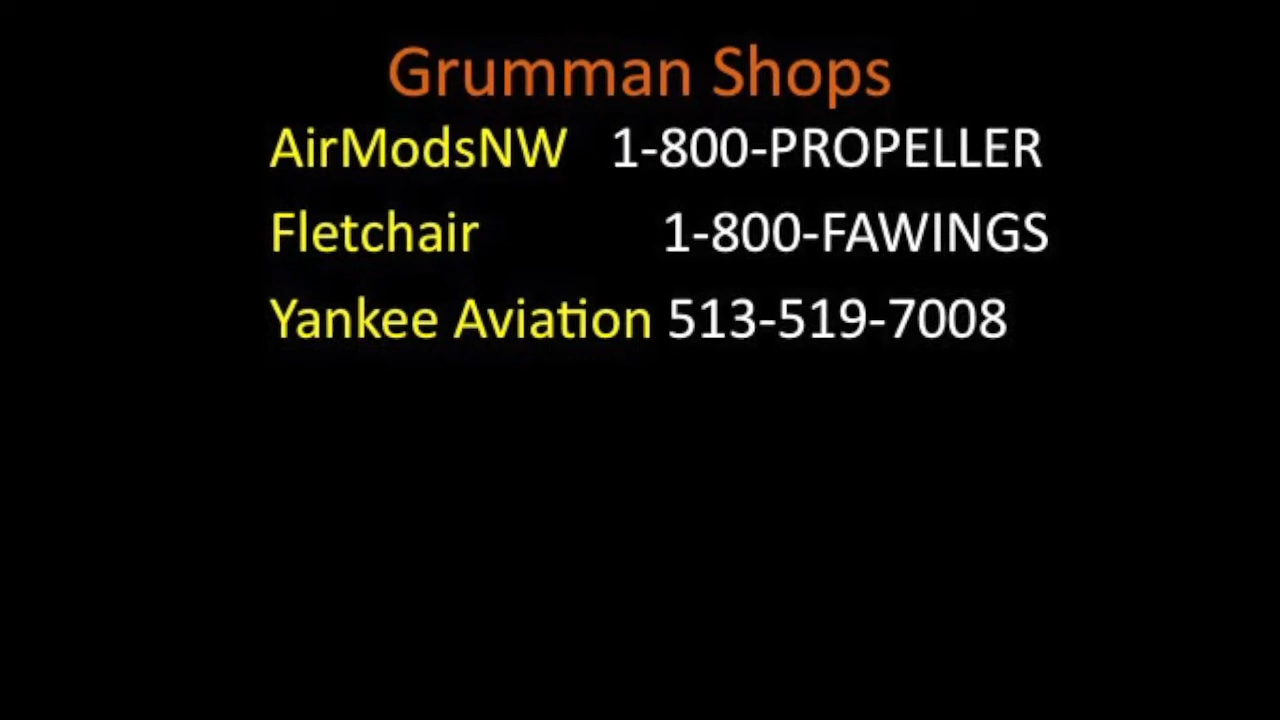 Grumman Shops
AirModsNW 1-800-PROPELLER
Fletchair 1-800-FAWINGS
Yankee Aviation 513-519-7008